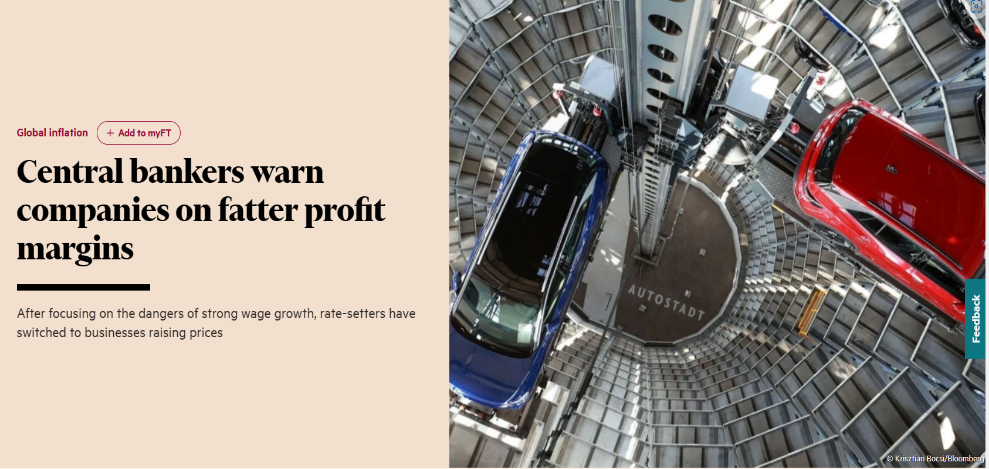 Global inflation + Add to myFT
Central bankers warn
companies on fatter profit
margins
After focusing on the dangers of strong wage growth, rate-setters have
switched to businesses raising prices
AUTOSTADT
Feedback
© Krisztian Bocsi/Bloomberg